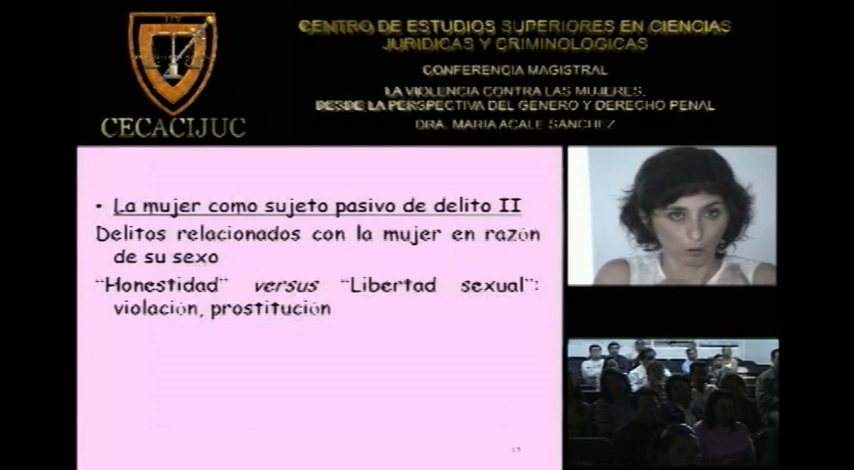 CENTRO DE ESTUDIOS SUPERIORES EN CIENCIAS
JURIDICAS Y CRIMINOLOGICAS
CONFERENCIA MAGISTRAL
LA VIOLENCIA CONTRA LAS MUJERES.
DESDE LA PERSPECTIVA DEL GENERO Y DERECHO PENAL
DRA. MARIA ACALE SANCHEZ
CECACIJUC
• La mujer como sujeto pasivo de delito II
Delitos relacionados con la mujer en razón
de su sexo
"Honestidad" versus "Libertad sexual":
violación, prostitución